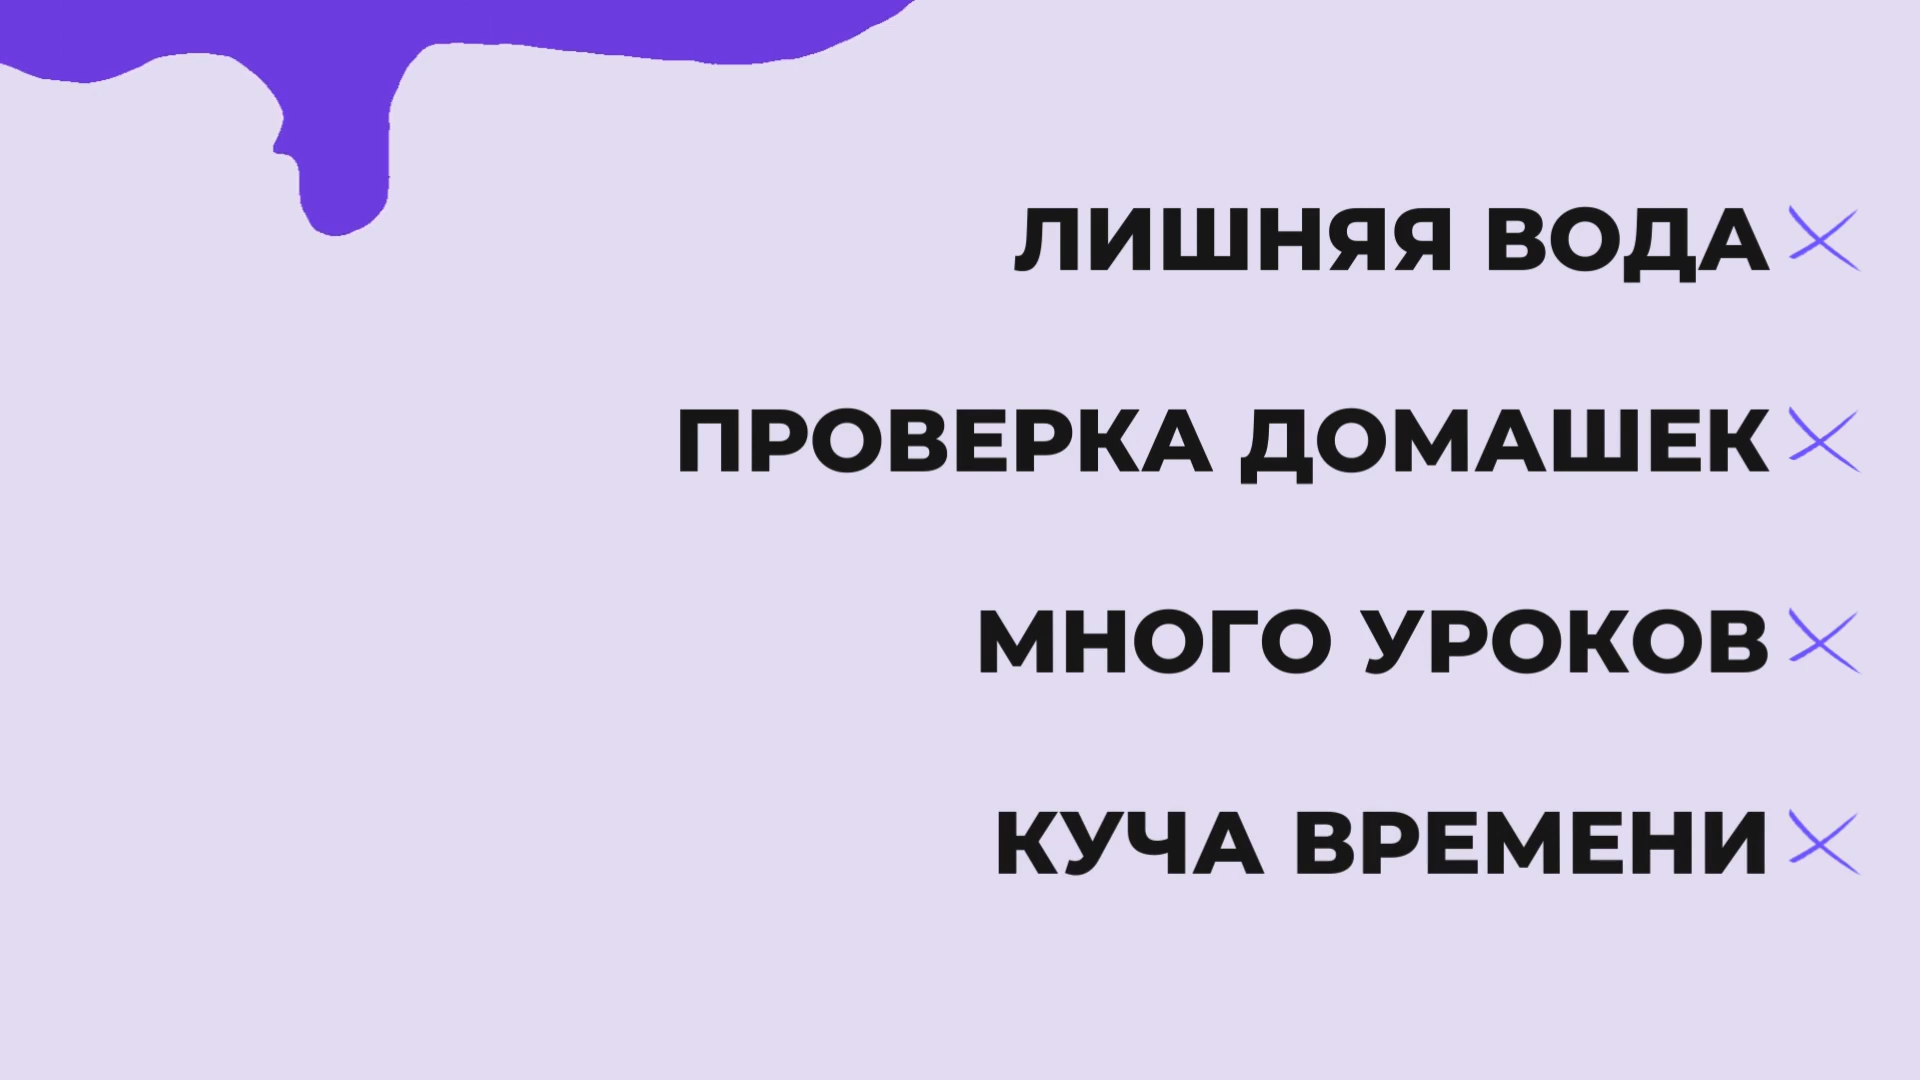 ЛИШНЯЯ ВОДА
ПРОВЕРКА ДОМАШЕК
МНОГО УРОКОВ
КУЧА ВРЕМЕНИ